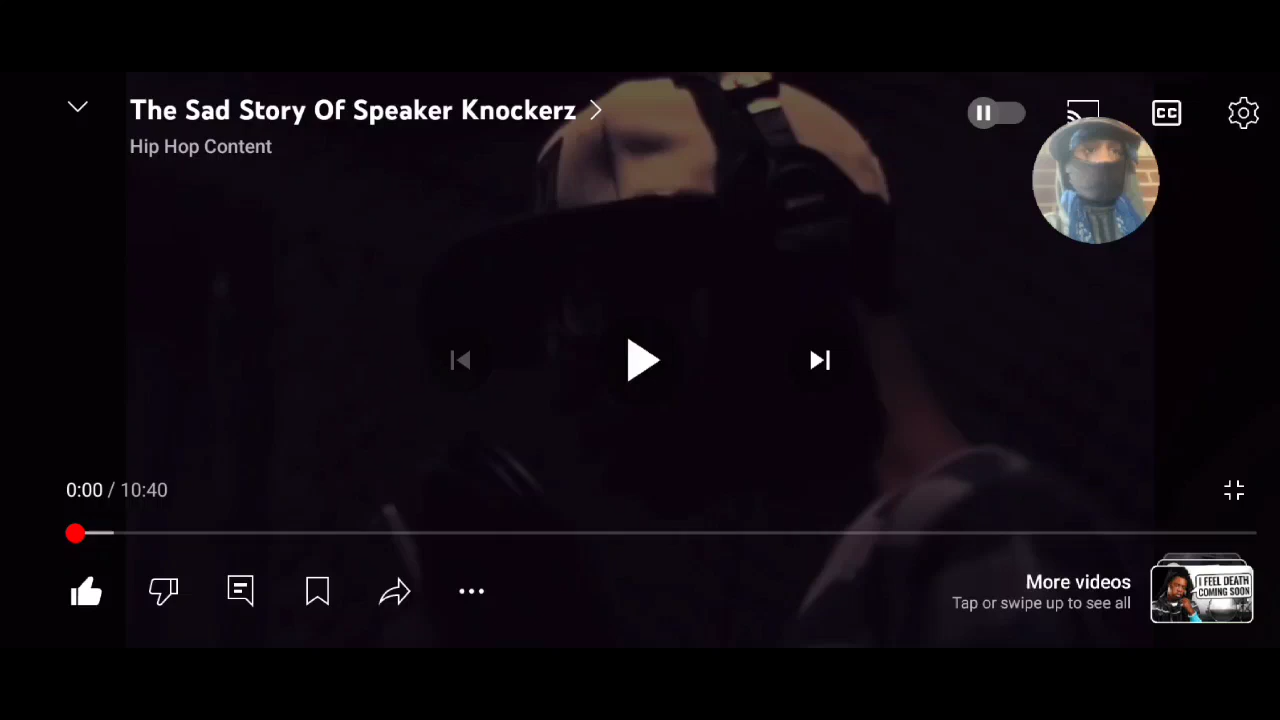 The Sad Story Of Speaker Knockerz
Hip Hop Content
CC
0:00 / 10:40
More videos
Tap or swipe up to see all
I FEEL DEATH
COMING SOON